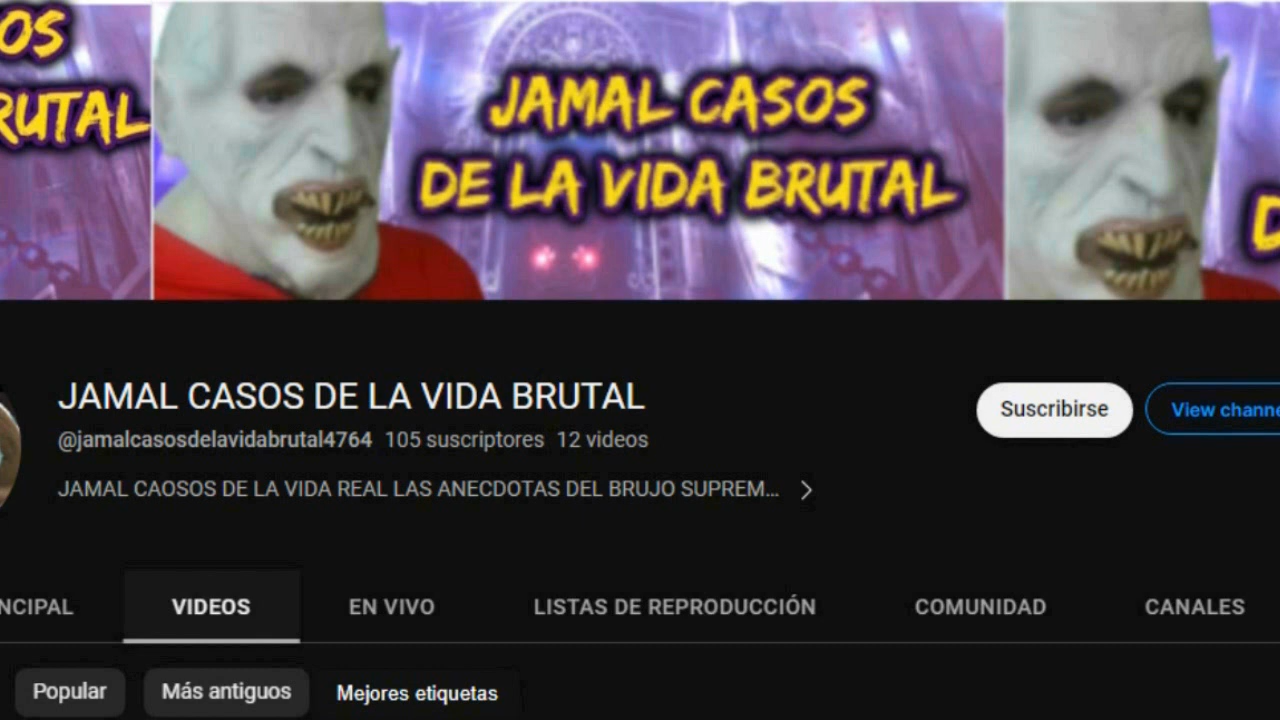 OS
RUTAL
JAMAL CASOS
DE LA VIDA BRUTAL
D
JAMAL CASOS DE LA VIDA BRUTAL
@jamalcasosdelavidabrutal4764 105 suscriptores 12 videos
JAMAL CAOSOS DE LA VIDA REAL LAS ANECDOTAS DEL BRUJO SUPREM...
Suscribirse
View channe
NCIPAL VIDEOS EN VIVO LISTAS DE REPRODUCCIÓN COMUNIDAD CANALES
Popular Más antiguos Mejores etiquetas